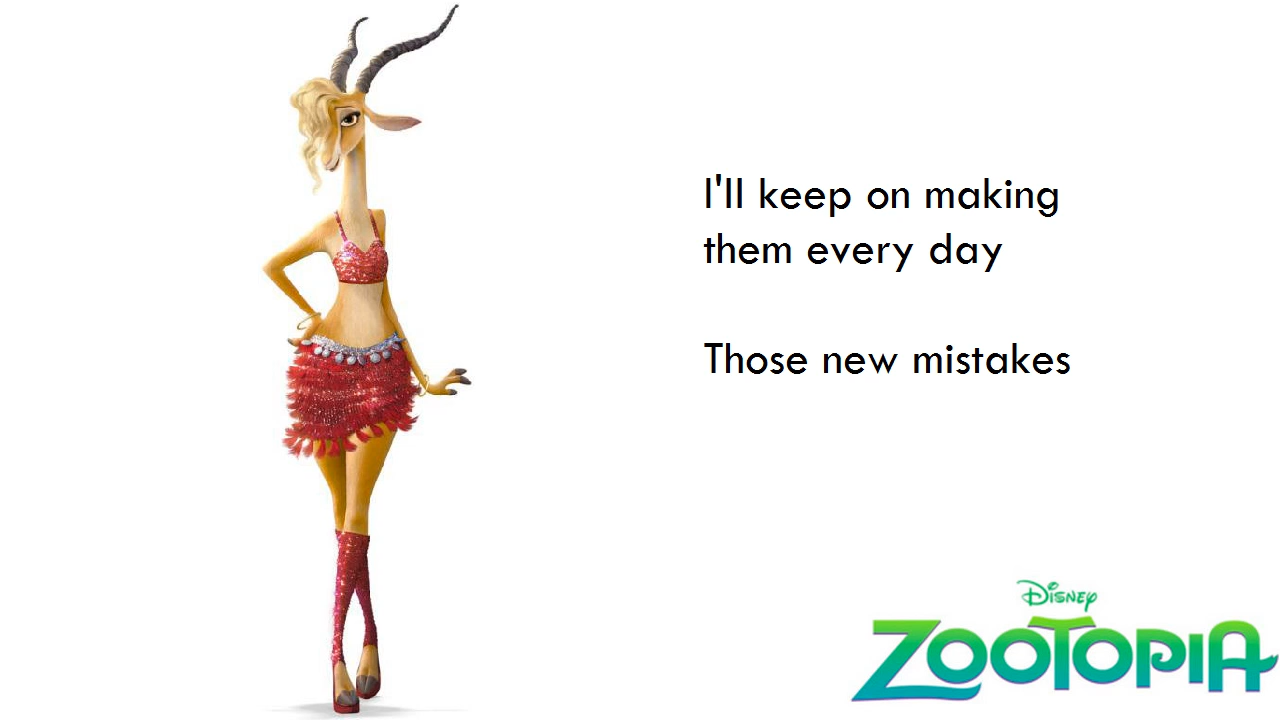 I'll keep on making
them every day
Those new mistakes
Disney
ZOOTOPIA